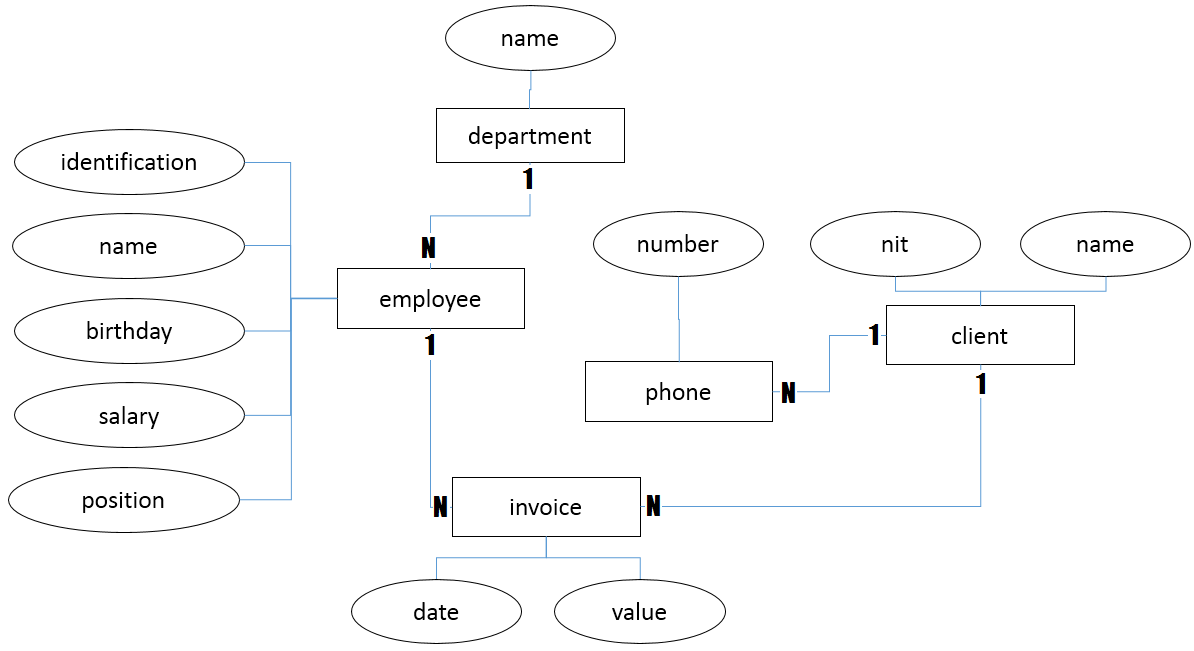 name
department
1
identification
name
number
nit
name
N
employee
birthday
1
client
1
1
phone
N
salary
position
N
invoice
N
date
value